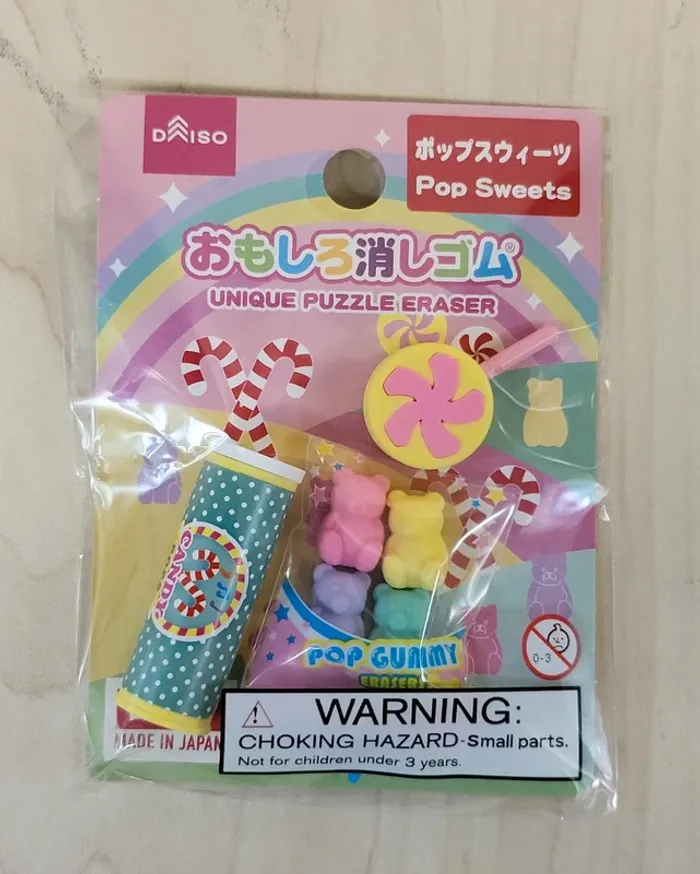 DAISO
ポップスウィーツ
Pop Sweets
おもしろ消しゴム®
UNIQUE PUZZLE ERASER
CANDY
POP GUMMY
ERASERS
0-3
MADE IN JAPAN
WARNING:
CHOKING HAZARD-Small parts.
Not for children under 3 years.